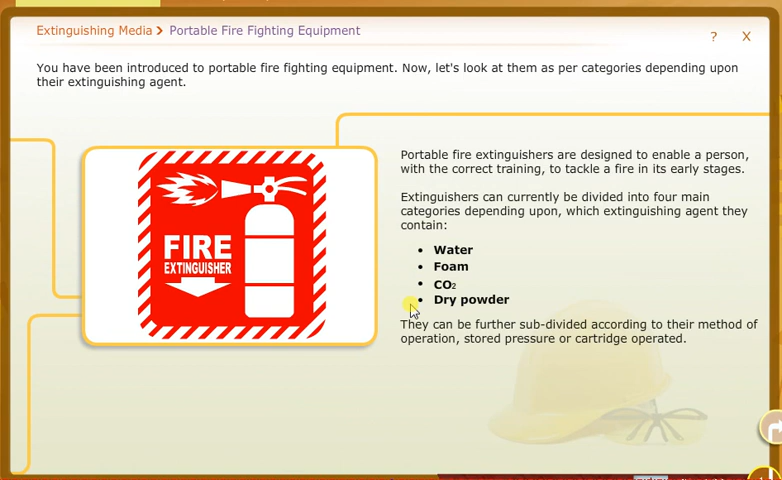 Extinguishing Media > Portable Fire Fighting Equipment
? X
You have been introduced to portable fire fighting equipment. Now, let's look at them as per categories depending upon
their extinguishing agent.
FIRE
EXTINGUISHER
Portable fire extinguishers are designed to enable a person,
with the correct training, to tackle a fire in its early stages.
Extinguishers can currently be divided into four main
categories depending upon, which extinguishing agent they
contain:
• Water
• Foam
• CO₂
• Dry powder
They can be further sub-divided according to their method of
operation, stored pressure or cartridge operated.